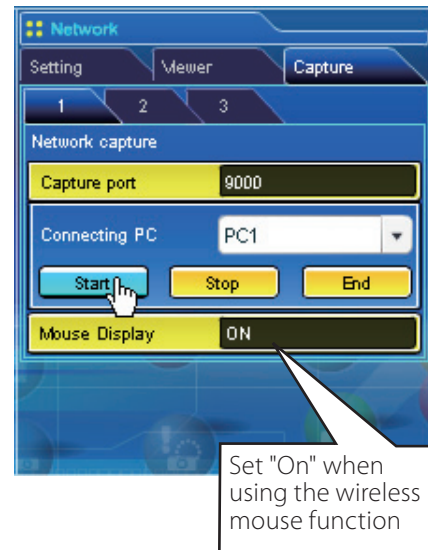 Network
Setting Viewer Capture
1 2 3
Network capture
Capture port 9000
Connecting PC PC1
Start Stop End
Mouse Display ON
Set "On" when
using the wireless
mouse function